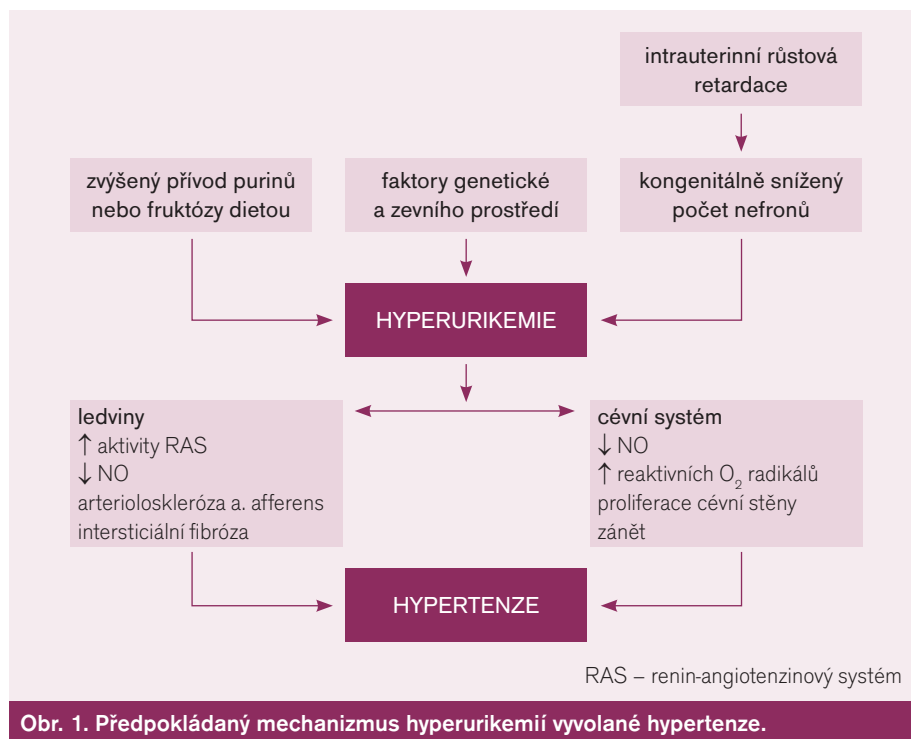 intrauterinní růstová
retardace
zvýšený přívod purinů
nebo fruktózy dietou
faktory genetické
a zevního prostředí
kongenitálně snížený
počet nefronů
HYPERURIKEMIE
ledviny
↑ aktivity RAS
↓ NO
arterioloskleróza a. afferens
intersticiální fibróza
cévní systém
↓ NO
↑ reaktivních O₂ radikálů
proliferace cévní stěny
zánět
HYPERTENZE
RAS – renin-angiotenzinový systém
Obr. 1. Předpokládaný mechanizmus hyperurikemií vyvolané hypertenze.